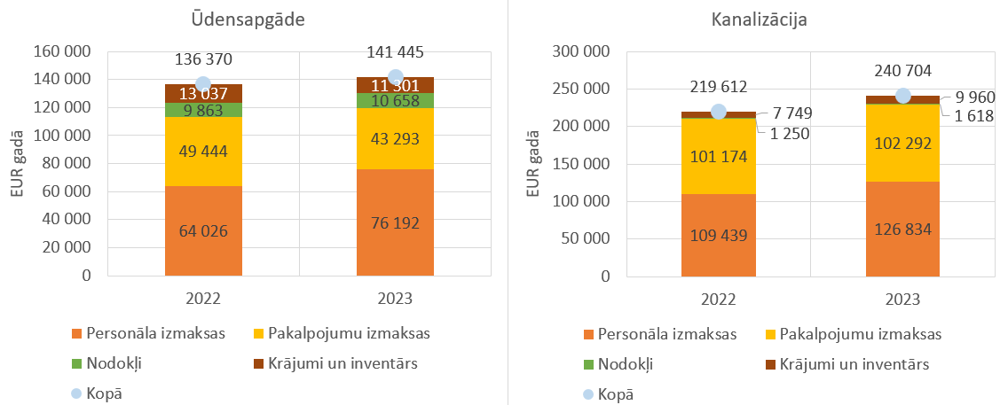 Ūdensapgāde
160 000
140 000
120 000
100 000
80 000
60 000
40 000
20 000
0
EUR gadā
136 370
141 445
13 037
11 301
9 863
10 658
49 444
43 293
64 026
76 192
2022
2023
Personāla izmaksas
Pakalpojumu izmaksas
Nodokļi
Krājumi un inventārs
Kopā
Kanalizācija
300 000
250 000
200 000
150 000
100 000
50 000
0
EUR gadā
219 612
240 704
7 749
1 250
9 960
1 618
101 174
102 292
109 439
126 834
2022
2023
Personāla izmaksas
Pakalpojumu izmaksas
Nodokļi
Krājumi un inventārs
Kopā